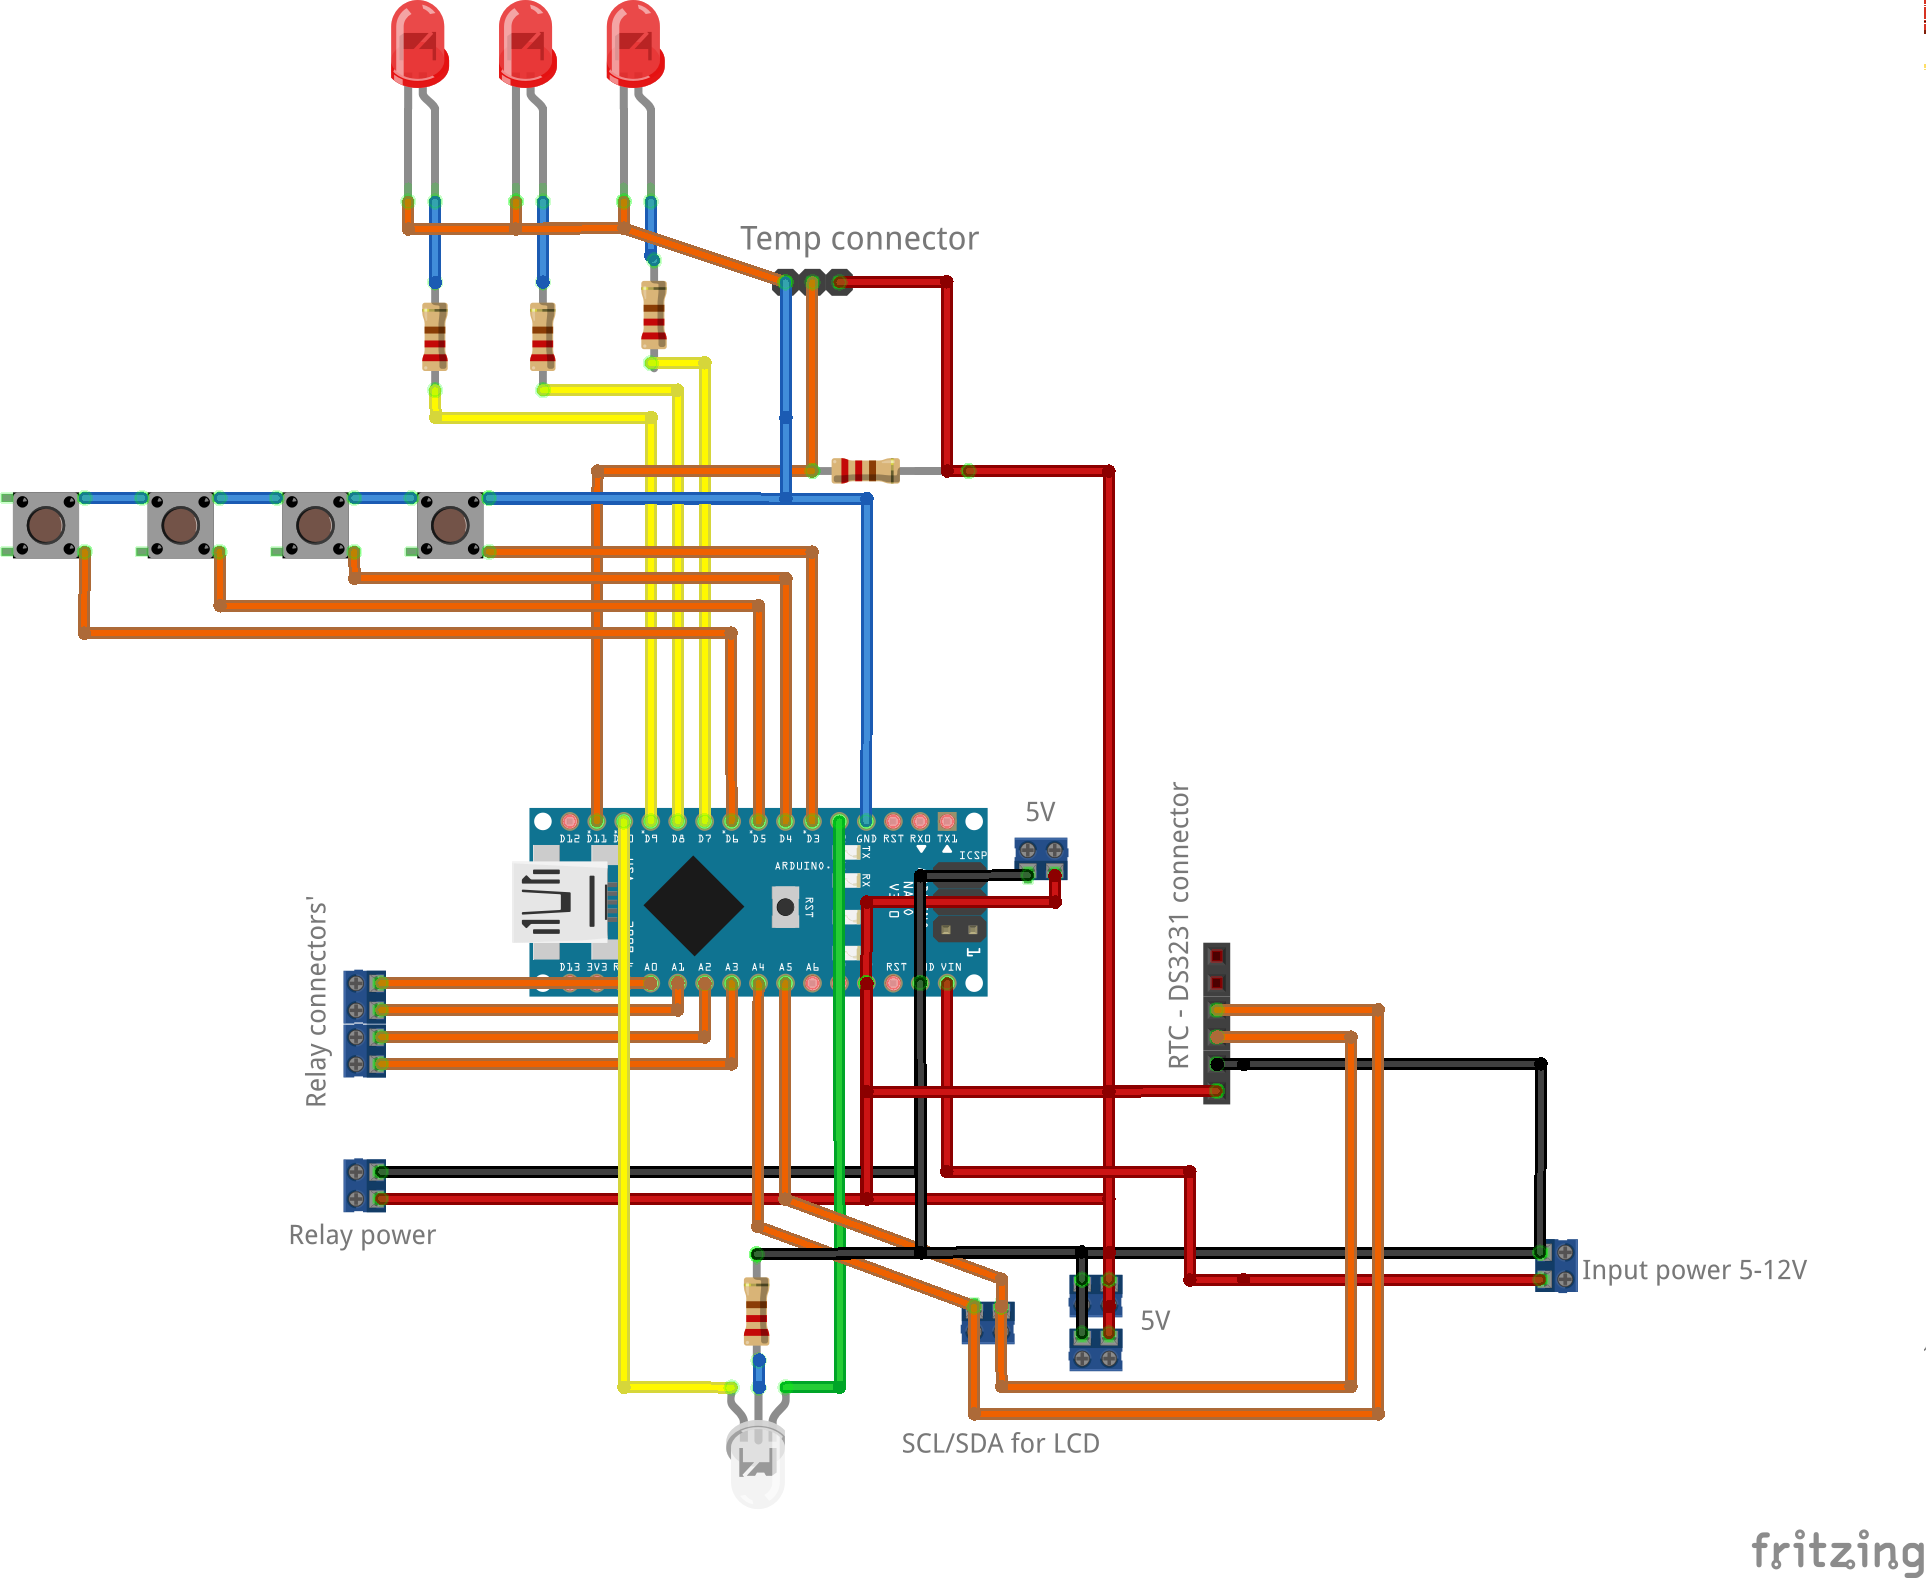 Temp connector
D12 D11 D9 D8 D7 D6 D5 D4 D3 GND RST RX0 TX1
5V
ICSP
ARDUINO
TX
RX
RST
RTC - DS3231 connector
Relay connectors'
D13 3V3 A0 A1 A2 A3 A4 A5 A6 RST VIN
Relay power
Input power 5-12V
5V
SCL/SDA for LCD
fritzing